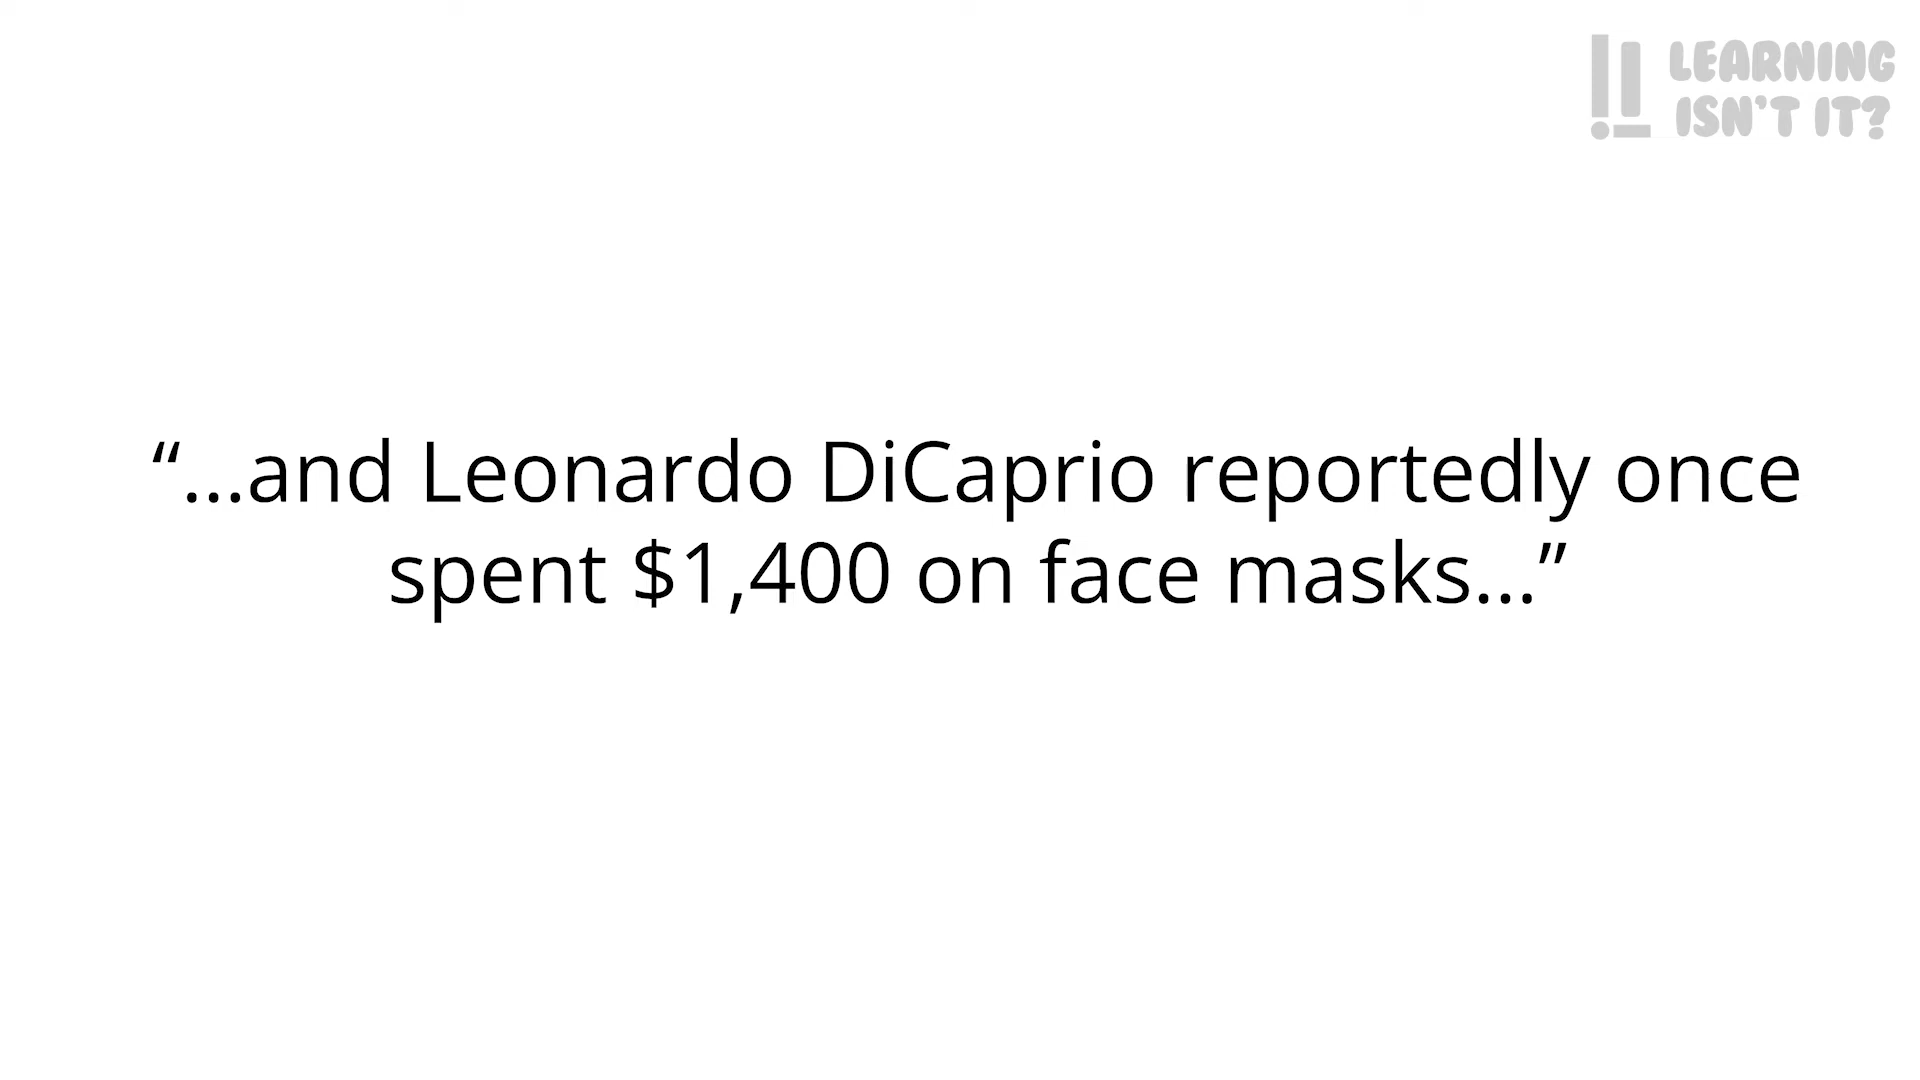 LEARNING
ISN'T IT?
“...and Leonardo DiCaprio reportedly once
spent $1,400 on face masks...”